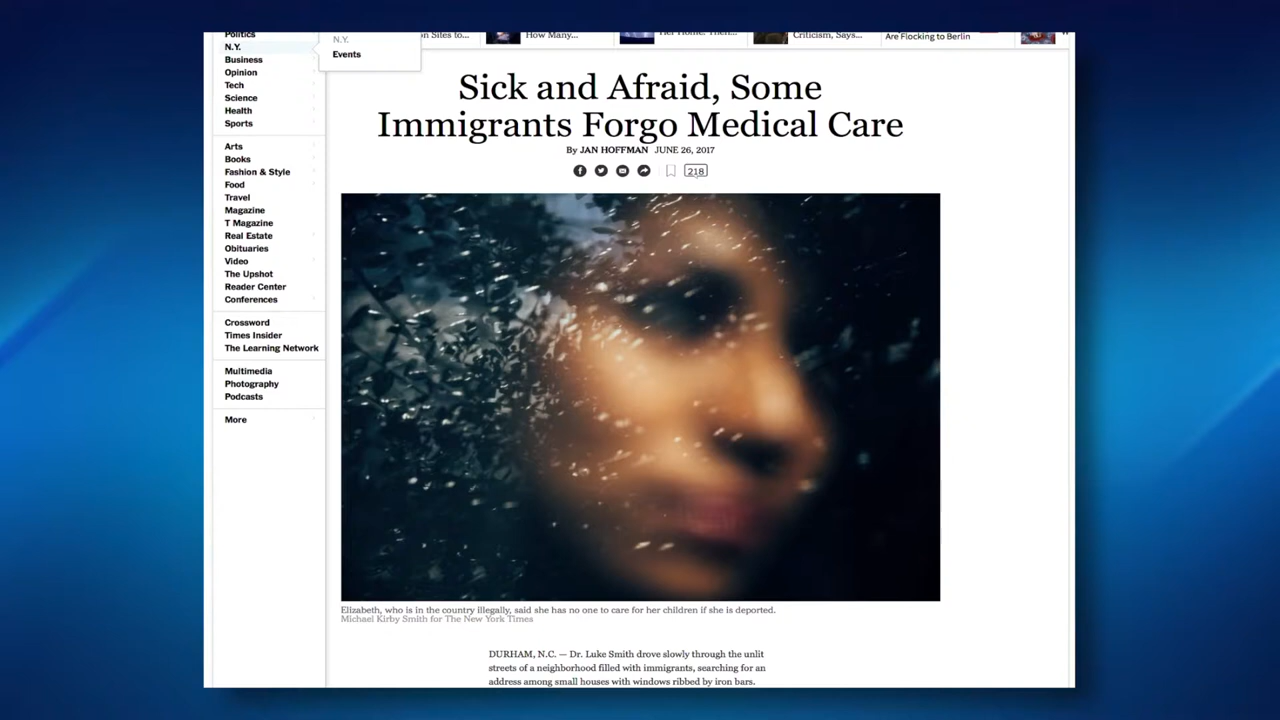 Politics
N.Y.
Business
Opinion
Tech
Science
Health
Sports
Arts
Books
Fashion & Style
Food
Travel
Magazine
T Magazine
Real Estate
Obituaries
Video
The Upshot
Reader Center
Conferences
Crossword
Times Insider
The Learning Network
Multimedia
Photography
Podcasts
More
N.Y.
Events
on Sites to...
How Many...
Her Home. Then...
Criticism, Says...
Are Flocking to Berlin
Sick and Afraid, Some
Immigrants Forgo Medical Care
By JAN HOFFMAN JUNE 26, 2017
218
Elizabeth, who is in the country illegally, said she has no one to care for her children if she is deported.
Michael Kirby Smith for The New York Times
DURHAM, N.C. — Dr. Luke Smith drove slowly through the unlit
streets of a neighborhood filled with immigrants, searching for an
address among small houses with windows ribbed by iron bars.